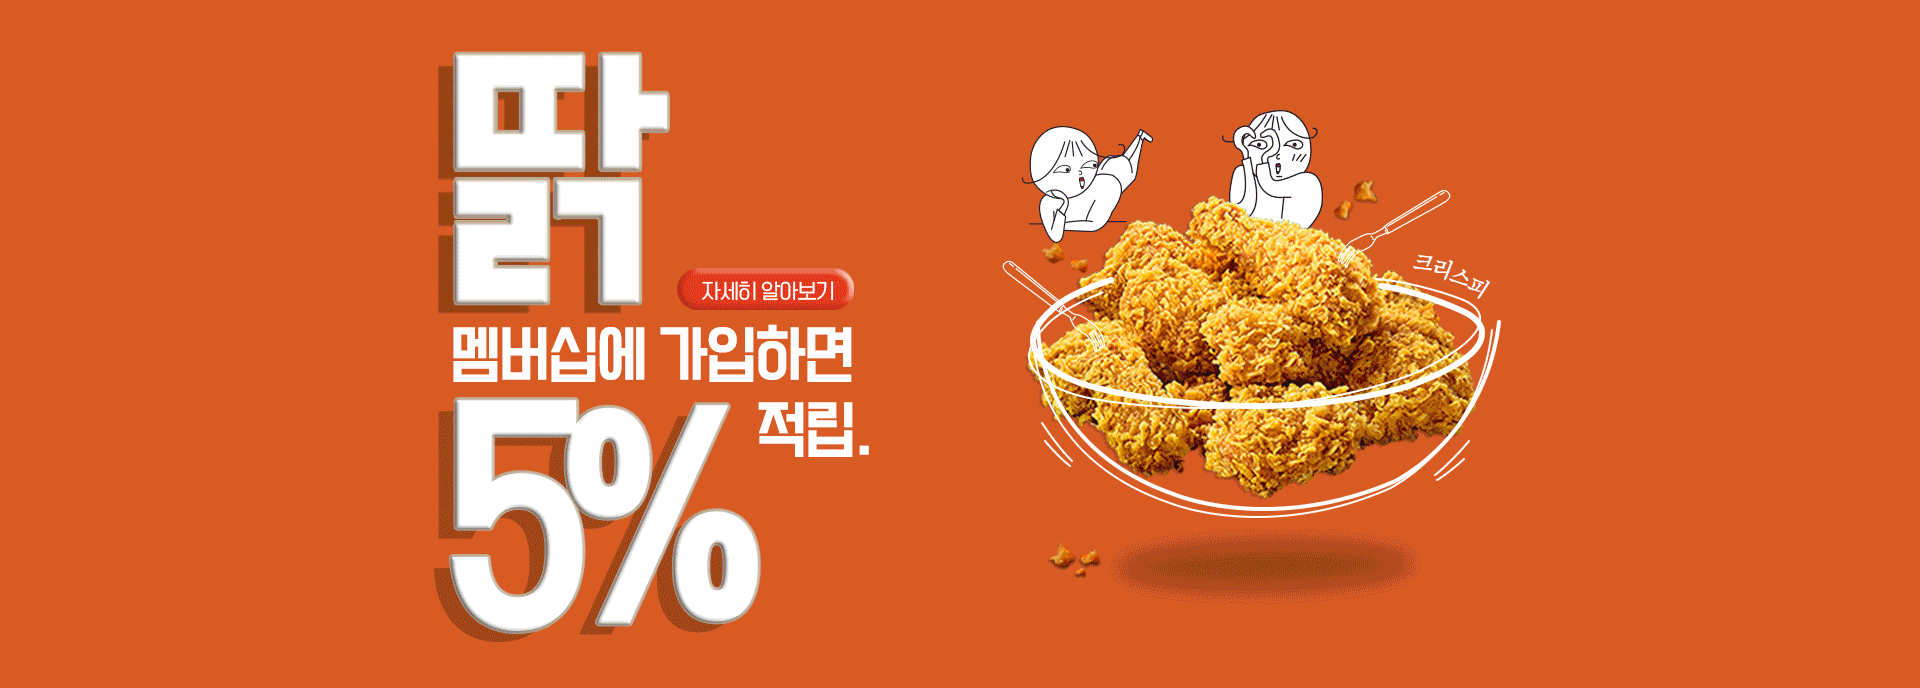 딹
자세히 알아보기
멤버십에 가입하면
5% 적립.
크리스피